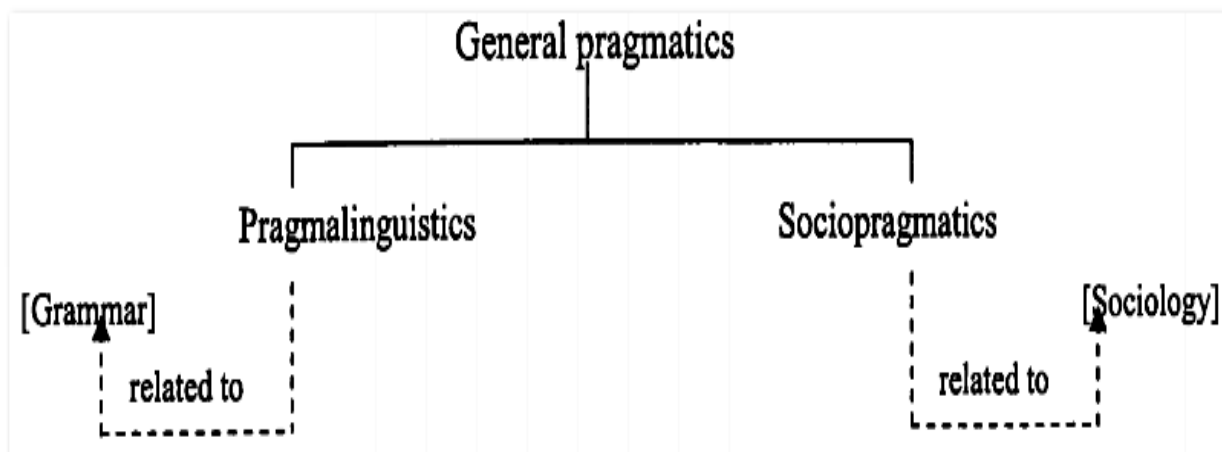 General pragmatics
Pragmalinguistics
Sociopragmatics
[Grammar]
[Sociology]
related to
related to